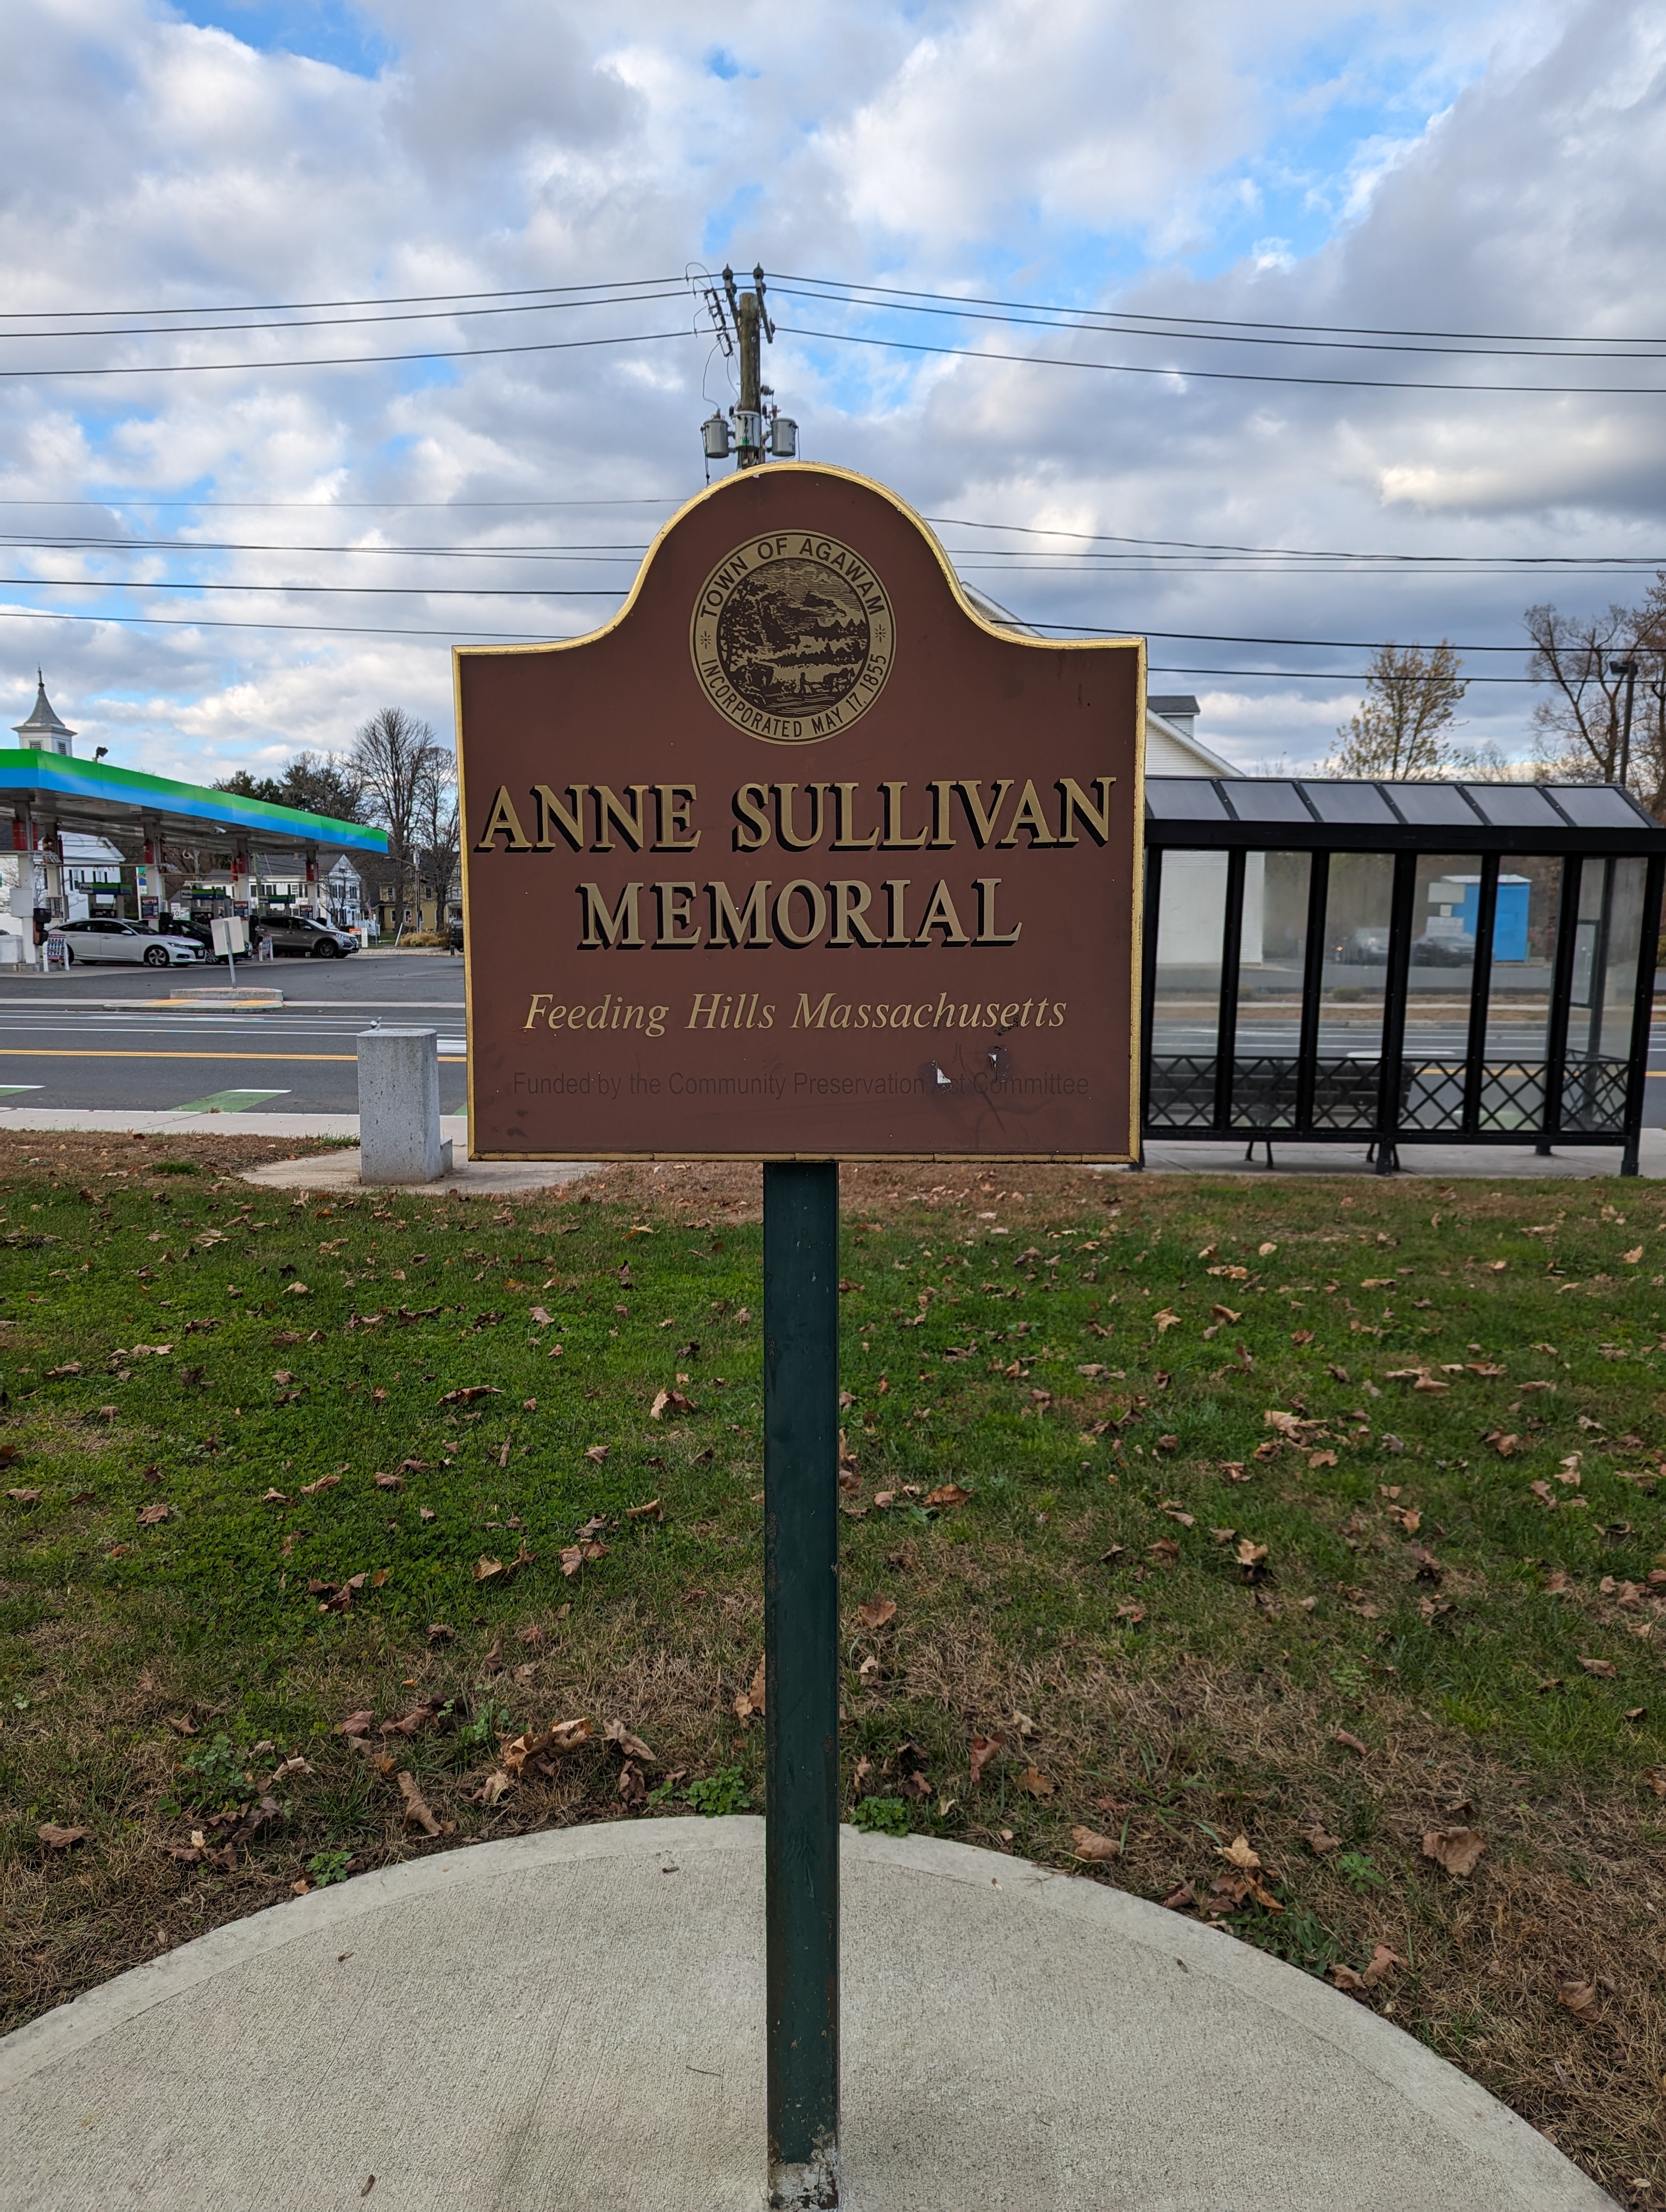 TOWN OF AGAWAM
INCORPORATED MAY 17, 1855
ANNE SULLIVAN
MEMORIAL
Feeding Hills Massachusetts
Funded by the Community Preservation Act Committee